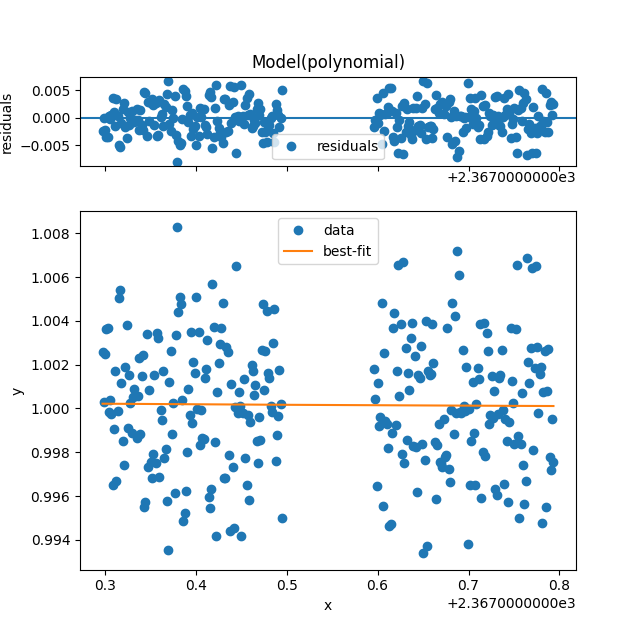 Model(polynomial)
0.005
0.000
−0.005
residuals
residuals
+2.3670000000e3
1.008
1.006
1.004
1.002
1.000
0.998
0.996
0.994
y
data
best-fit
0.3 0.4 0.5 0.6 0.7 0.8
x
+2.3670000000e3